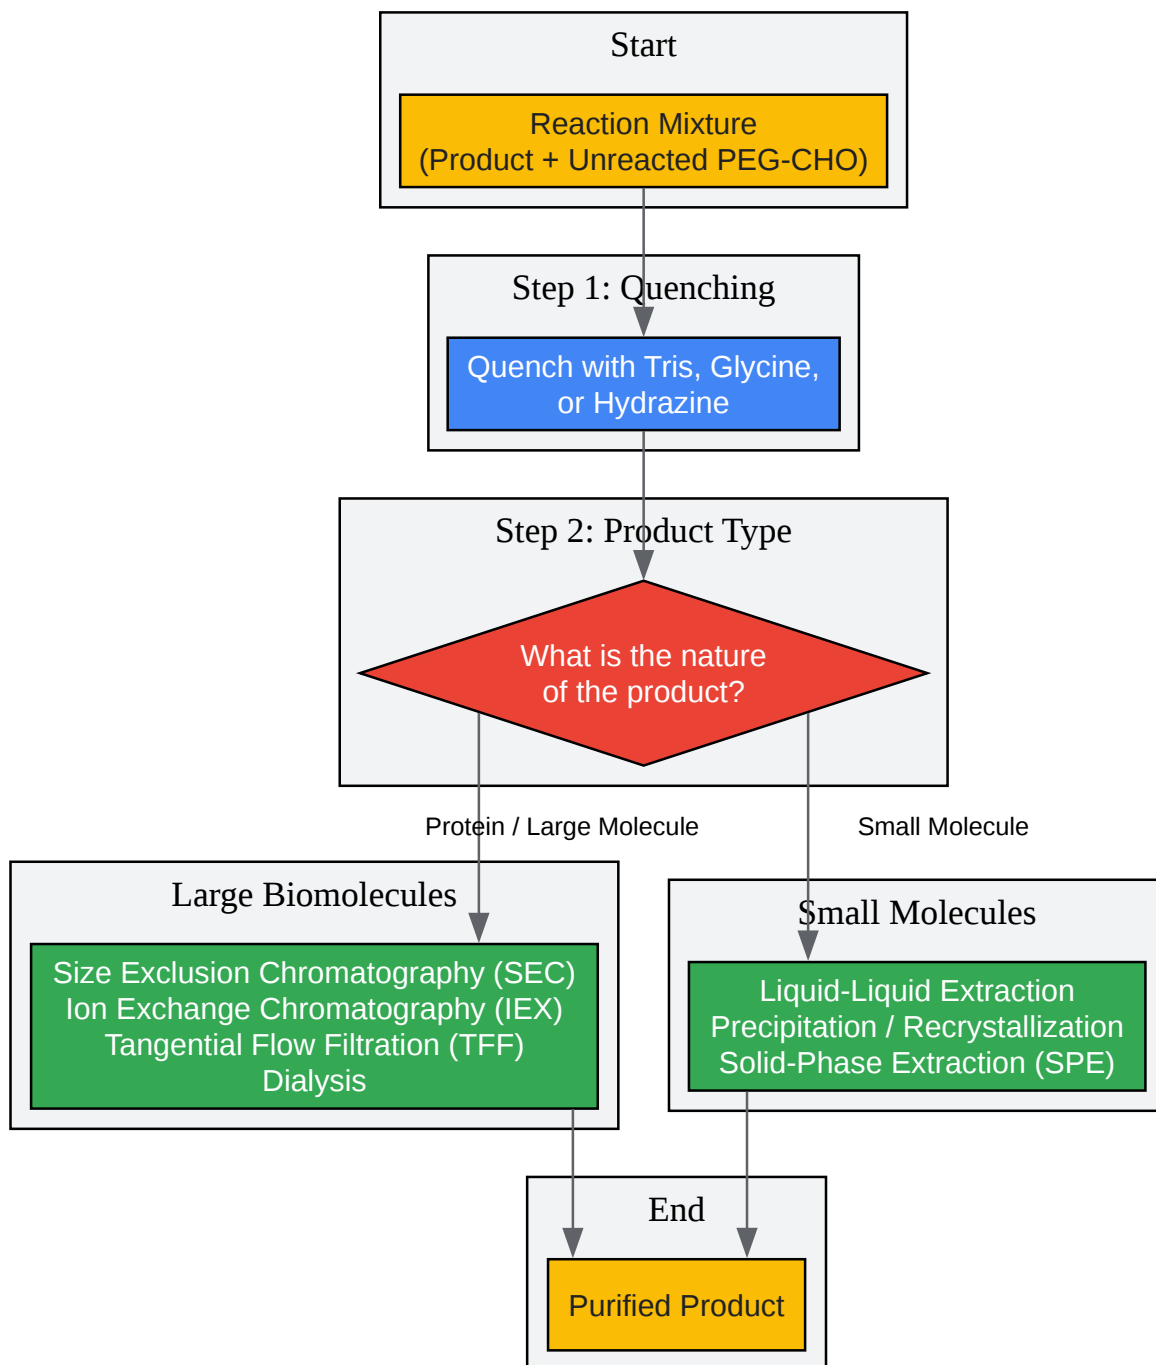 Start
Reaction Mixture
(Product + Unreacted PEG-CHO)
Step 1: Quenching
Quench with Tris, Glycine,
or Hydrazine
Step 2: Product Type
What is the nature
of the product?
Protein / Large Molecule
Small Molecule
Large Biomolecules
Size Exclusion Chromatography (SEC)
Ion Exchange Chromatography (IEX)
Tangential Flow Filtration (TFF)
Dialysis
Small Molecules
Liquid-Liquid Extraction
Precipitation / Recrystallization
Solid-Phase Extraction (SPE)
End
Purified Product